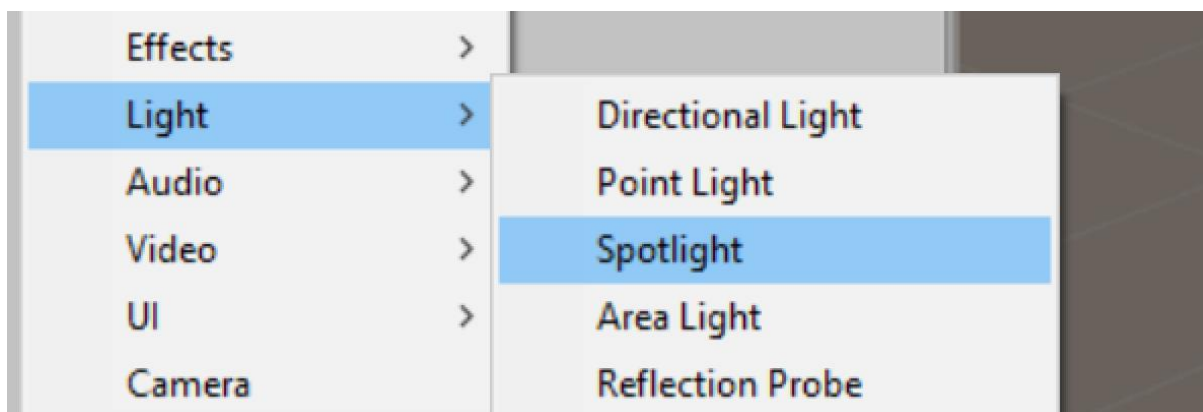 Effects
Light
Audio
Video
UI
Camera
Directional Light
Point Light
Spotlight
Area Light
Reflection Probe